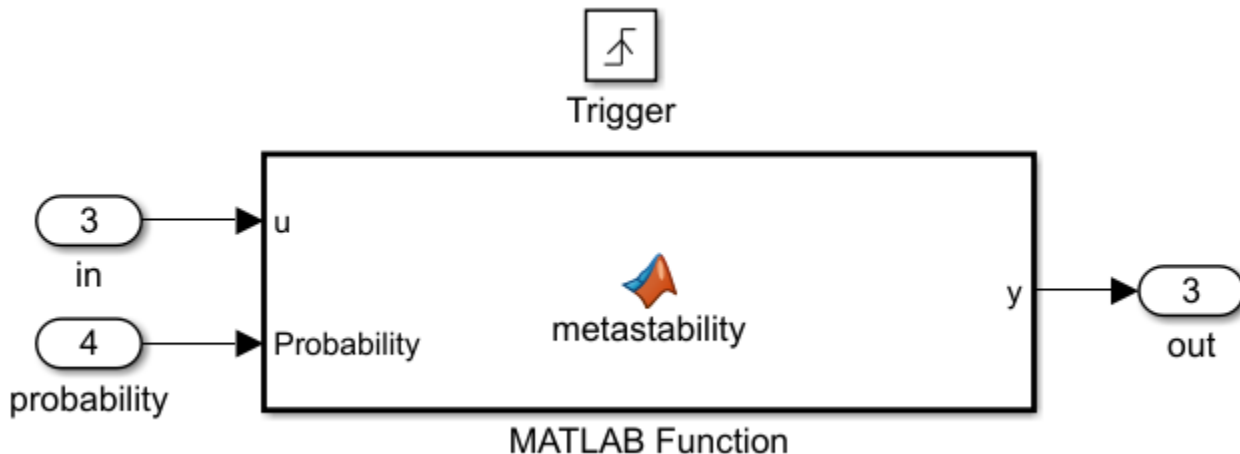 Trigger
3
in
u
4
probability
Probability
metastability
y
3
out
MATLAB Function